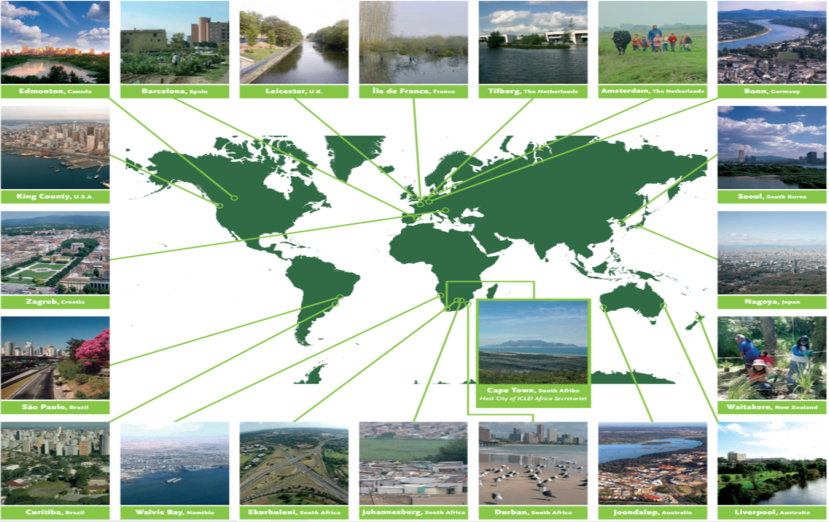 Edmonton, Canada
Barcelona, Spain
Leicester, U.K.
Île de France, France
Tilburg, The Netherlands
Amsterdam, The Netherlands
Bonn, Germany
King County, U.S.A.
Seoul, South Korea
Zagreb, Croatia
Nagoya, Japan
São Paulo, Brazil
Cape Town, South Afrika
Host City of ICLEI Africa Secretariat
Waitakere, New Zealand
Curitiba, Brazil
Walvis Bay, Namibia
Ekurhuleni, South Africa
Johannesburg, South Africa
Durban, South Africa
Joondalup, Australia
Liverpool, Australia